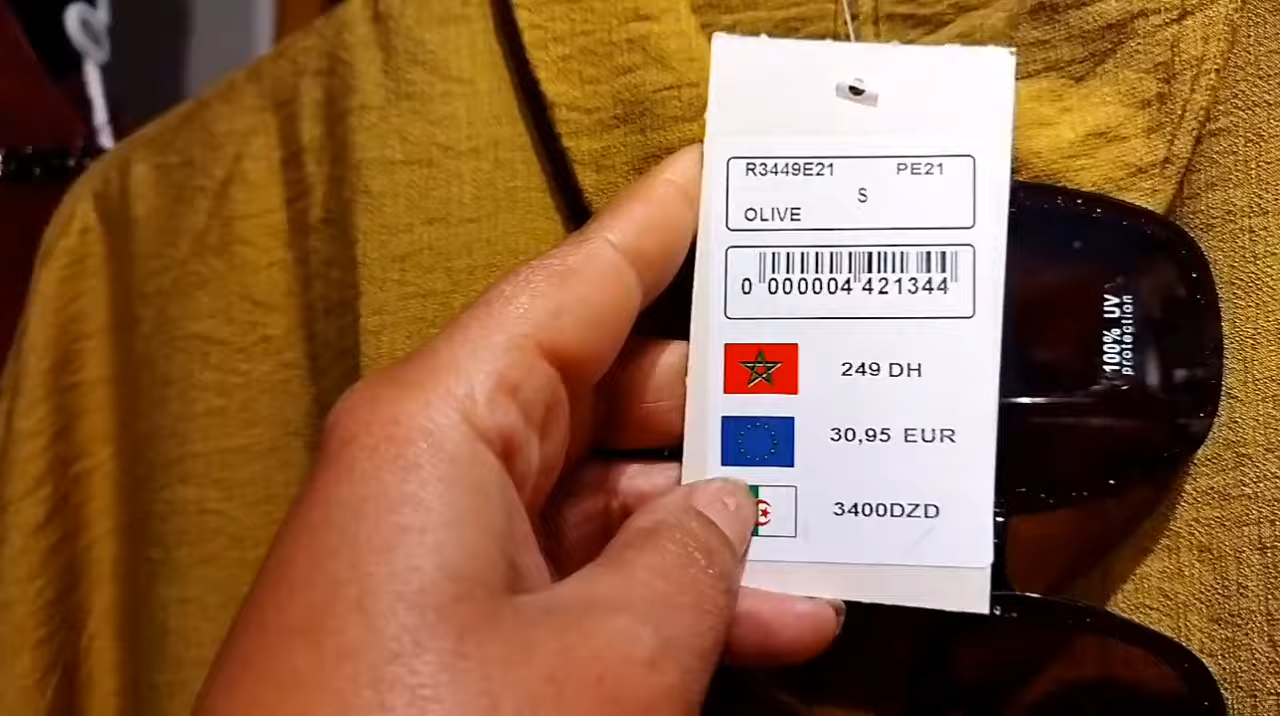 R3449E21 PE21
S
OLIVE
0 000004 421344
249 DH
30,95 EUR
3400DZD
100% UV
protection